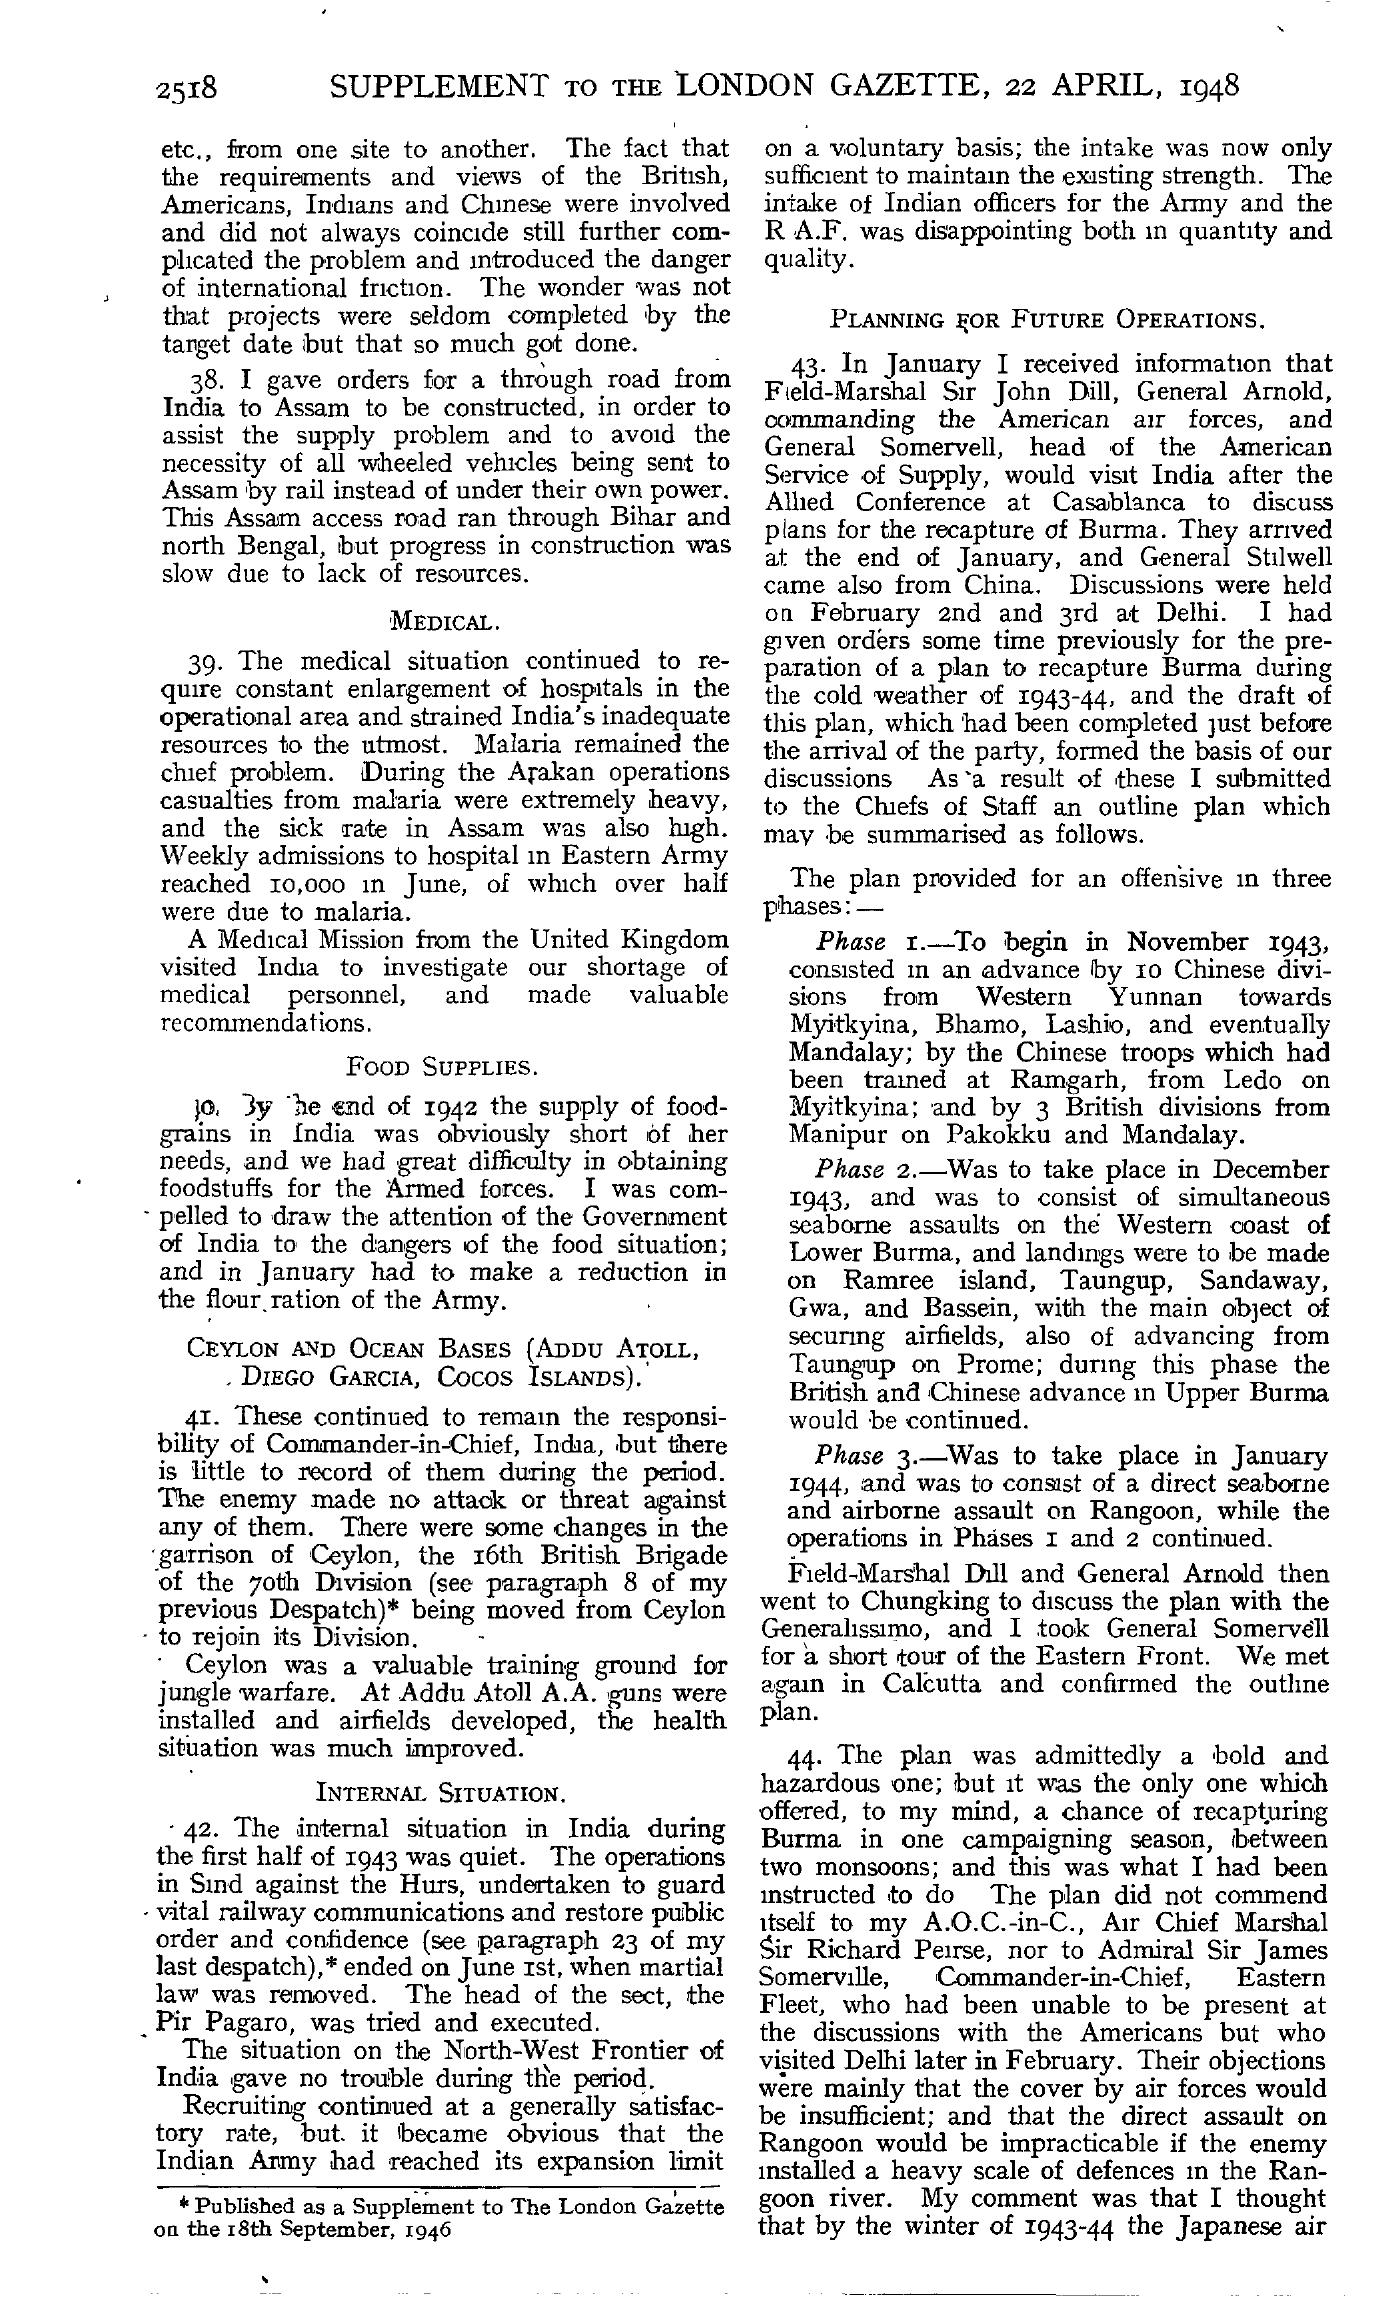 2518 SUPPLEMENT TO THE LONDON GAZETTE, 22 APRIL, 1948
etc., from one site to another. The fact that
the requirements and views of the British,
Americans, Indians and Chinese were involved
and did not always coincide still further com-
plicated the problem and introduced the danger
of international friction. The wonder was not
that projects were seldom completed by the
target date but that so much got done.
38. I gave orders for a through road from
India to Assam to be constructed, in order to
assist the supply problem and to avoid the
necessity of all wheeled vehicles being sent to
Assam by rail instead of under their own power.
This Assam access road ran through Bihar and
north Bengal, but progress in construction was
slow due to lack of resources.
MEDICAL.
39. The medical situation continued to re-
quire constant enlargement of hospitals in the
operational area and strained India's inadequate
resources to the utmost. Malaria remained the
chief problem. During the Arakan operations
casualties from malaria were extremely heavy,
and the sick rate in Assam was also high.
Weekly admissions to hospital in Eastern Army
reached 10,000 in June, of which over half
were due to malaria.
A Medical Mission from the United Kingdom
visited India to investigate our shortage of
medical personnel, and made valuable
recommendations.
FOOD SUPPLIES.
By the end of 1942 the supply of food-
grains in India was obviously short of her
needs, and we had great difficulty in obtaining
foodstuffs for the Armed forces. I was com-
pelled to draw the attention of the Government
of India to the dangers of the food situation;
and in January had to make a reduction in
the flour ration of the Army.
CEYLON AND OCEAN BASES (ADDU ATOLL,
DIEGO GARCIA, COCOS ISLANDS).
41. These continued to remain the responsi-
bility of Commander-in-Chief, India, but there
is little to record of them during the period.
The enemy made no attack or threat against
any of them. There were some changes in the
garrison of Ceylon, the 16th British Brigade
of the 70th Division (see paragraph 8 of my
previous Despatch)* being moved from Ceylon
to rejoin its Division.
Ceylon was a valuable training ground for
jungle warfare. At Addu Atoll A.A. guns were
installed and airfields developed, the health
situation was much improved.
INTERNAL SITUATION.
42. The internal situation in India during
the first half of 1943 was quiet. The operations
in Sind against the Hurs, undertaken to guard
vital railway communications and restore public
order and confidence (see paragraph 23 of my
last despatch),* ended on June 1st, when martial
law was removed. The head of the sect, the
Pir Pagaro, was tried and executed.
The situation on the North-West Frontier of
India gave no trouble during the period.
Recruiting continued at a generally satisfac-
tory rate, but it became obvious that the
Indian Army had reached its expansion limit
* Published as a Supplement to The London Gazette
on the 18th September, 1946
on a voluntary basis; the intake was now only
sufficient to maintain the existing strength. The
intake of Indian officers for the Army and the
R A.F. was disappointing both in quantity and
quality.
PLANNING FOR FUTURE OPERATIONS.
43. In January I received information that
Field-Marshal Sir John Dill, General Arnold,
commanding the American air forces, and
General Somervell, head of the American
Service of Supply, would visit India after the
Allied Conference at Casablanca to discuss
plans for the recapture of Burma. They arrived
at the end of January, and General Stilwell
came also from China. Discussions were held
on February 2nd and 3rd at Delhi. I had
given orders some time previously for the pre-
paration of a plan to recapture Burma during
the cold weather of 1943-44, and the draft of
this plan, which had been completed just before
the arrival of the party, formed the basis of our
discussions As a result of these I submitted
to the Chiefs of Staff an outline plan which
may be summarised as follows.
The plan provided for an offensive in three
phases:—
Phase 1.—To begin in November 1943,
consisted in an advance by 10 Chinese divi-
sions from Western Yunnan towards
Myitkyina, Bhamo, Lashio, and eventually
Mandalay; by the Chinese troops which had
been trained at Ramgarh, from Ledo on
Myitkyina; and by 3 British divisions from
Manipur on Pakokku and Mandalay.
Phase 2.—Was to take place in December
1943, and was to consist of simultaneous
seaborne assaults on the Western coast of
Lower Burma, and landings were to be made
on Ramree island, Taungup, Sandaway,
Gwa, and Bassein, with the main object of
securing airfields, also of advancing from
Taungup on Prome; during this phase the
British and Chinese advance in Upper Burma
would be continued.
Phase 3.—Was to take place in January
1944, and was to consist of a direct seaborne
and airborne assault on Rangoon, while the
operations in Phases 1 and 2 continued.
Field-Marshal Dill and General Arnold then
went to Chungking to discuss the plan with the
Generalissimo, and I took General Somervell
for a short tour of the Eastern Front. We met
again in Calcutta and confirmed the outline
plan.
44. The plan was admittedly a bold and
hazardous one; but it was the only one which
offered, to my mind, a chance of recapturing
Burma in one campaigning season, between
two monsoons; and this was what I had been
instructed to do The plan did not commend
itself to my A.O.C.-in-C., Air Chief Marshal
Sir Richard Peirse, nor to Admiral Sir James
Somerville, Commander-in-Chief, Eastern
Fleet, who had been unable to be present at
the discussions with the Americans but who
visited Delhi later in February. Their objections
were mainly that the cover by air forces would
be insufficient; and that the direct assault on
Rangoon would be impracticable if the enemy
installed a heavy scale of defences in the Ran-
goon river. My comment was that I thought
that by the winter of 1943-44 the Japanese air